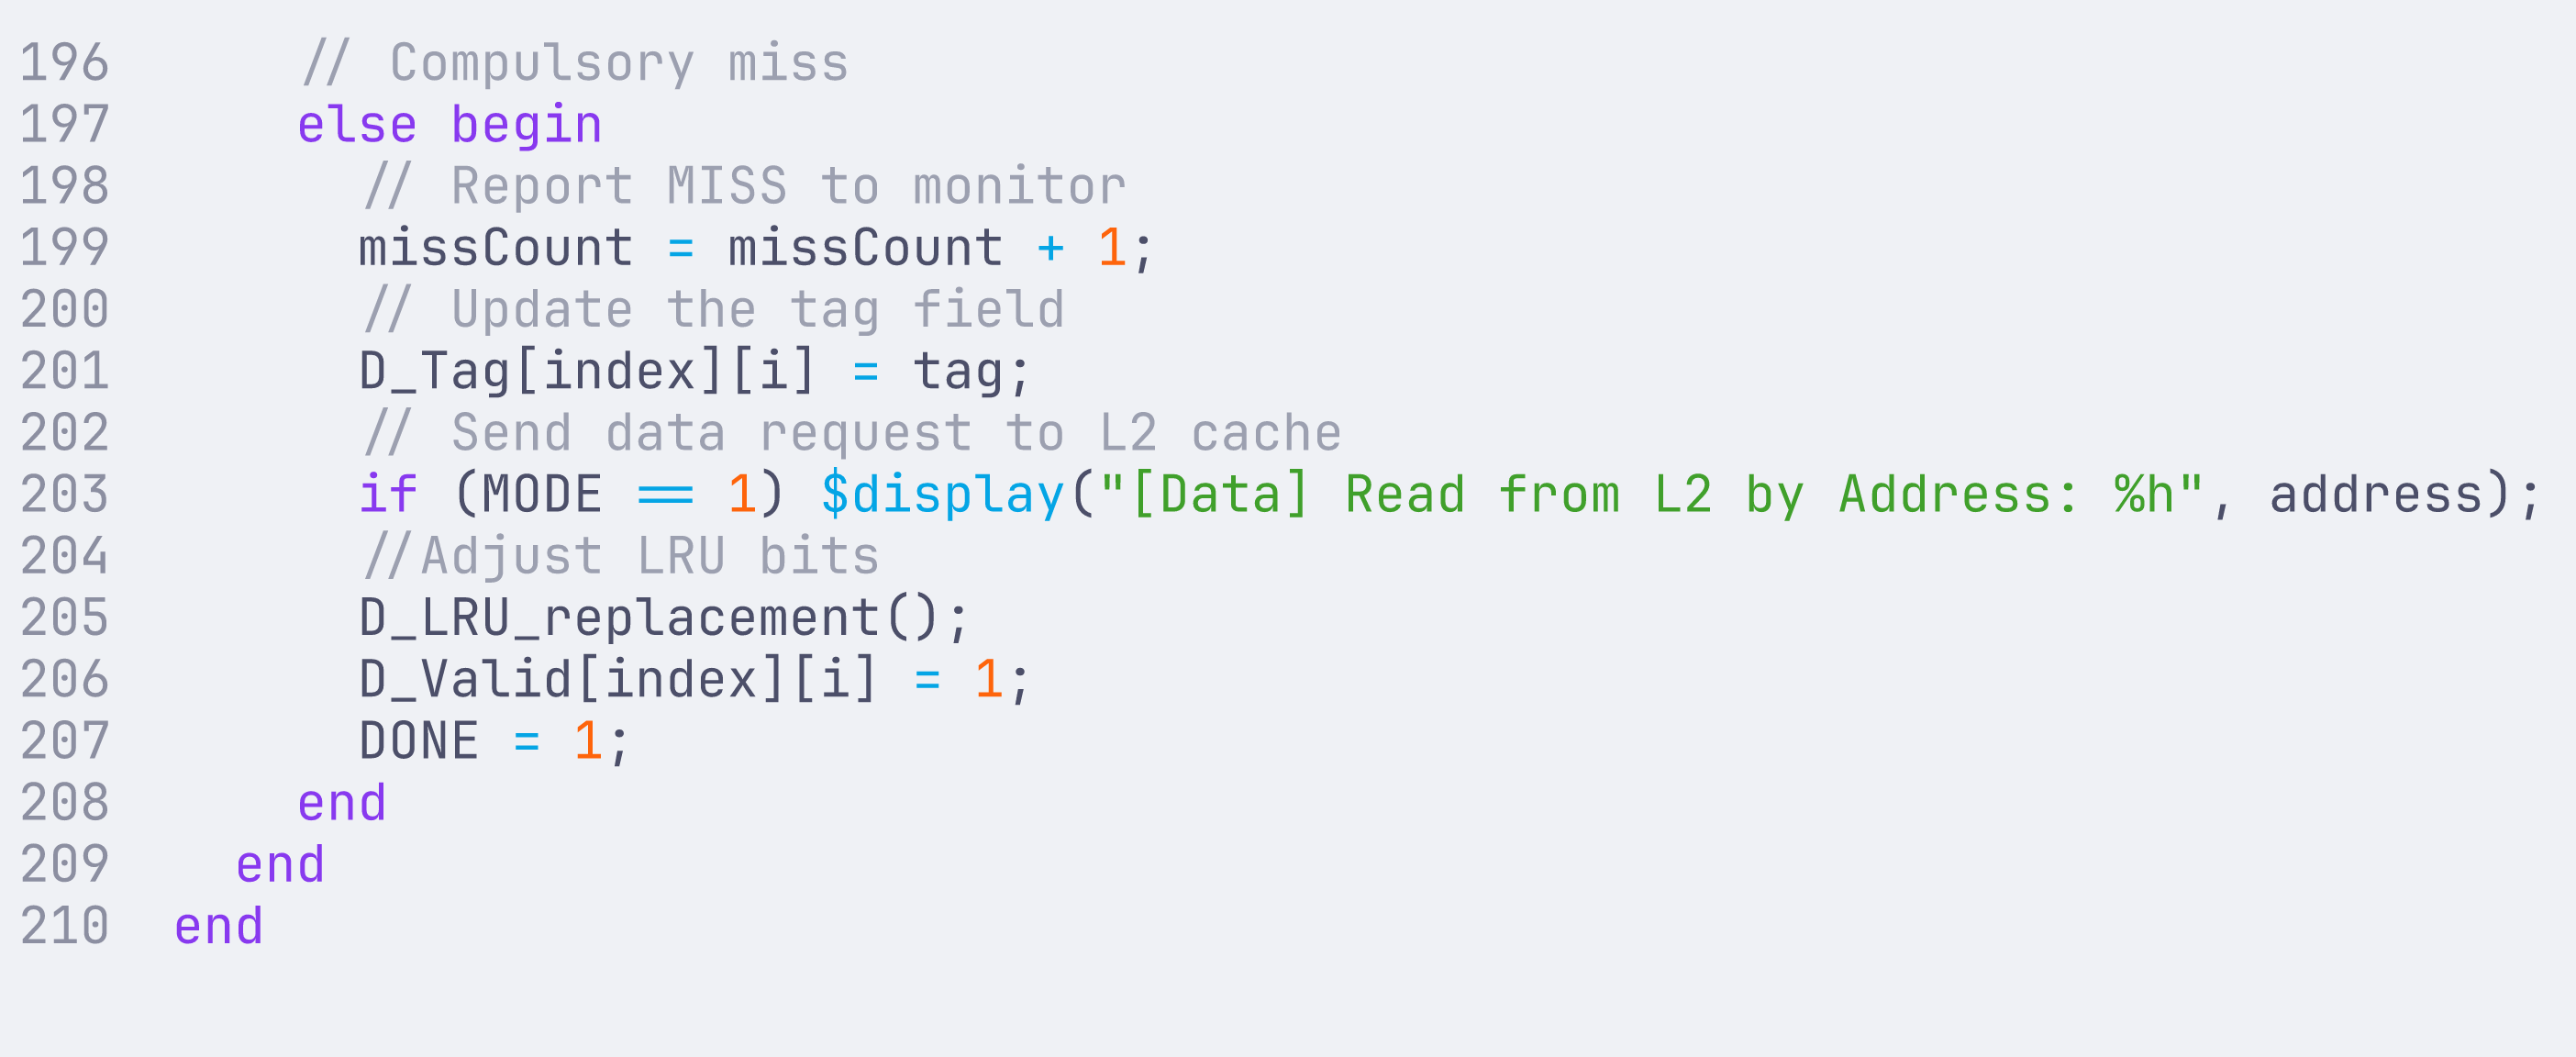 196      // Compulsory miss
197      else begin
198        // Report MISS to monitor
199        missCount = missCount + 1;
200        // Update the tag field
201        D_Tag[index][i] = tag;
202        // Send data request to L2 cache
203        if (MODE == 1) $display("[Data] Read from L2 by Address: %h", address);
204        //Adjust LRU bits
205        D_LRU_replacement();
206        D_Valid[index][i] = 1;
207        DONE = 1;
208      end
209    end
210  end